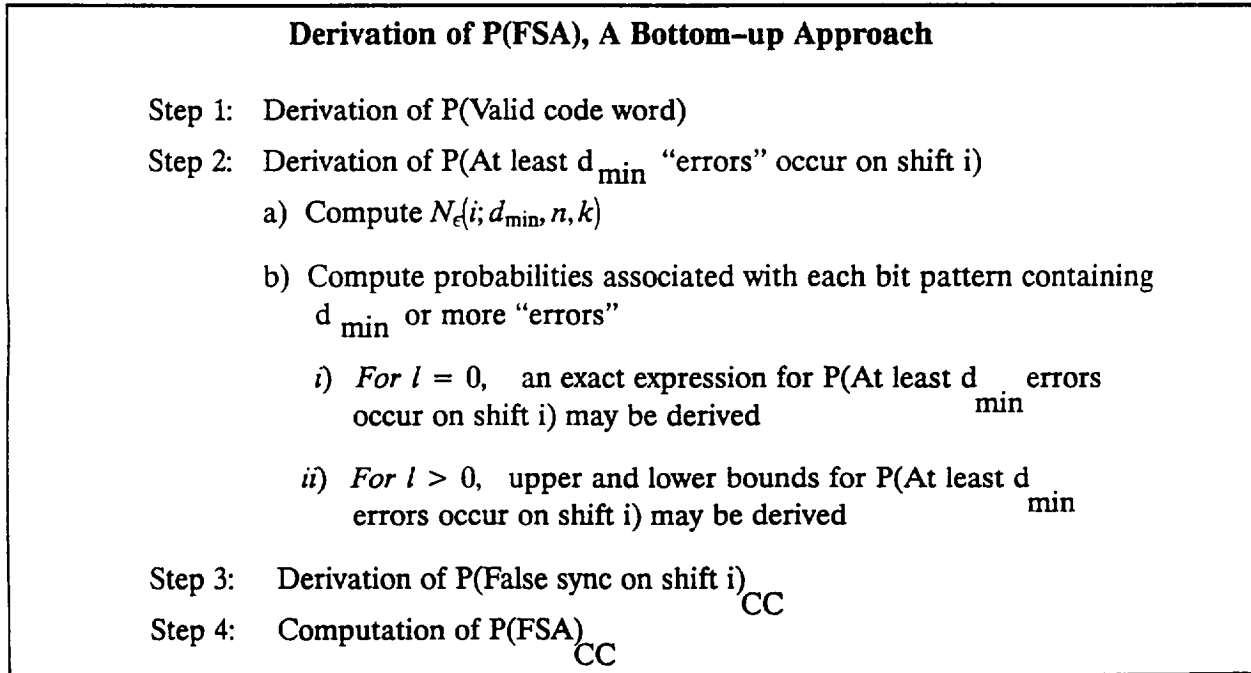 Derivation of P(FSA), A Bottom–up Approach
Step 1: Derivation of P(Valid code word)
Step 2: Derivation of P(At least d min “errors” occur on shift i)
a) Compute Nϵ(i; dmin, n, k)
b) Compute probabilities associated with each bit pattern containing
d min or more “errors”
i) For l = 0, an exact expression for P(At least d min errors
occur on shift i) may be derived
ii) For l > 0, upper and lower bounds for P(At least d min
errors occur on shift i) may be derived
Step 3: Derivation of P(False sync on shift i)CC
Step 4: Computation of P(FSA)CC